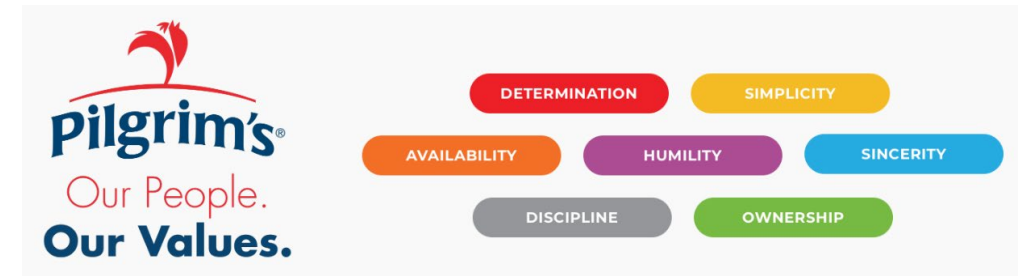 Pilgrim's®
Our People.
Our Values.
DETERMINATION
SIMPLICITY
AVAILABILITY
HUMILITY
SINCERITY
DISCIPLINE
OWNERSHIP